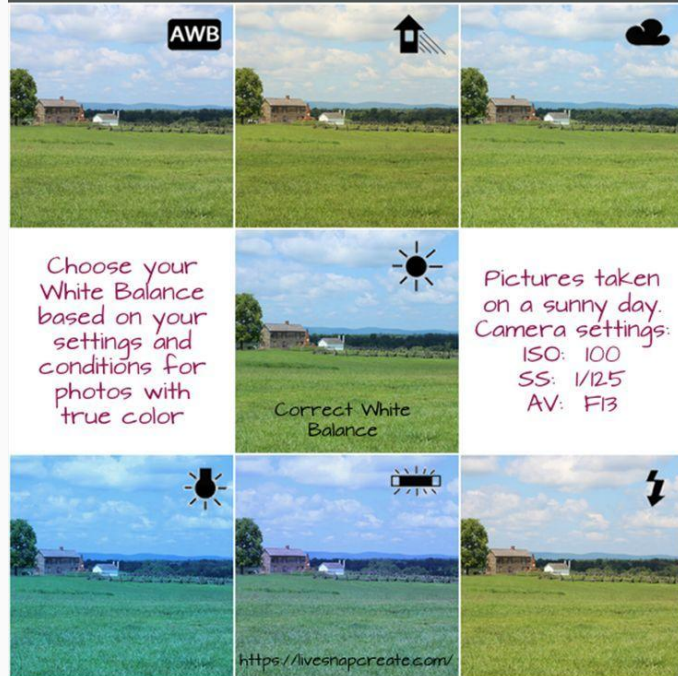 AWB
Choose your
White Balance
based on your
settings and
conditions for
photos with
true color
Correct White
Balance
Pictures taken
on a sunny day.
Camera settings:
ISO: 100
SS: 1/125
AV: F13
https://livesnapcreate.com/